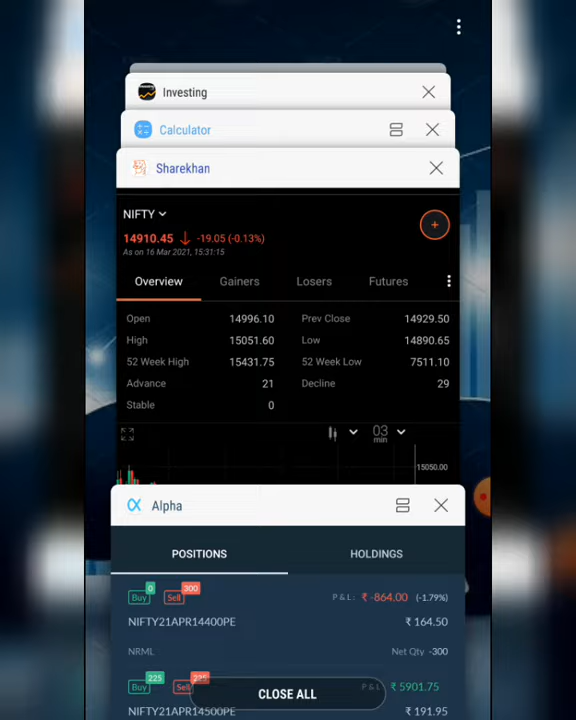 Investing
Calculator
Sharekhan
NIFTY
14910.45 ↓ -19.05 (-0.13%)
As on 16 Mar 2021, 15:31:15
Overview Gainers Losers Futures
Open 14996.10 Prev Close 14929.50
High 15051.60 Low 14890.65
52 Week High 15431.75 52 Week Low 7511.10
Advance 21 Decline 29
Stable 0
03
min
15050.00
Alpha
POSITIONS HOLDINGS
0 300
Buy Sell P&L: ₹ -864.00 (-1.79%)
NIFTY21APR14400PE ₹ 164.50
NRML Net Qty -300
225 225
Buy Sell P&L ₹ 5901.75
CLOSE ALL
NIFTY21APR14500PE ₹ 191.95